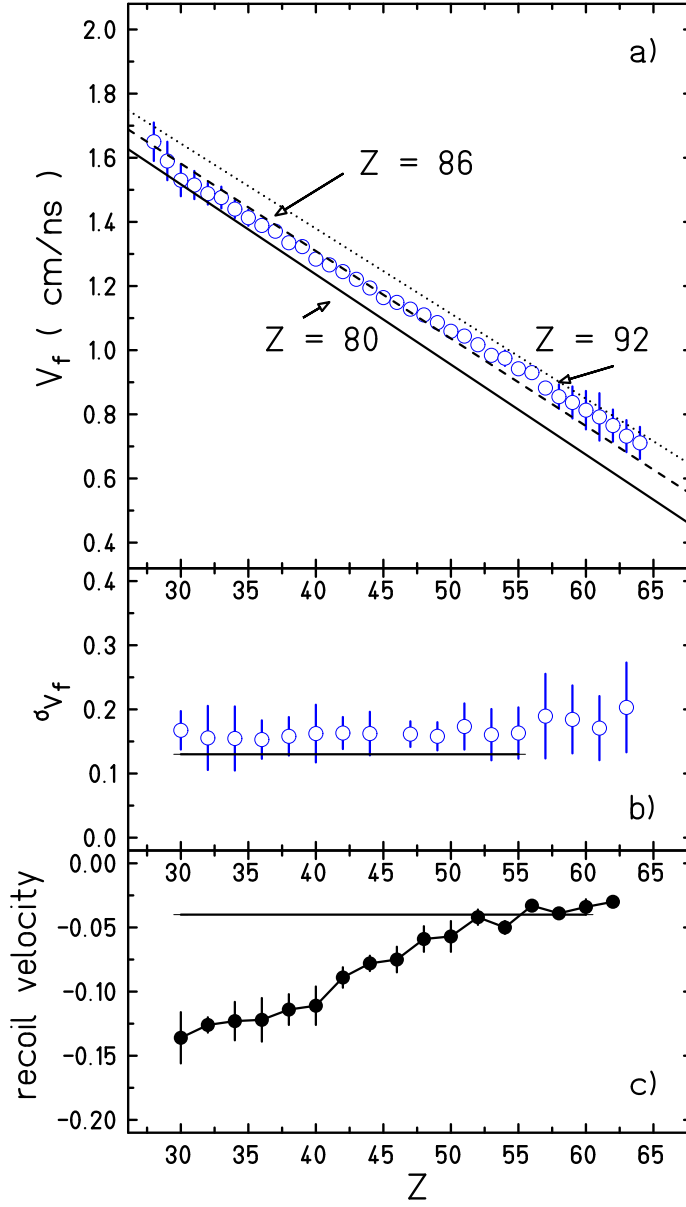 2.0
a)
1.8
1.6
Z = 86
1.4
V_f ( cm/ns )
1.2
Z = 80
Z = 92
1.0
0.8
0.6
0.4
30 35 40 45 50 55 60 65
0.4
0.3
σ_{V_f}
0.2
0.1
b)
0.0
30 35 40 45 50 55 60 65
0.00
−0.05
recoil velocity
−0.10
−0.15
c)
−0.20
30 35 40 45 50 55 60 65
Z